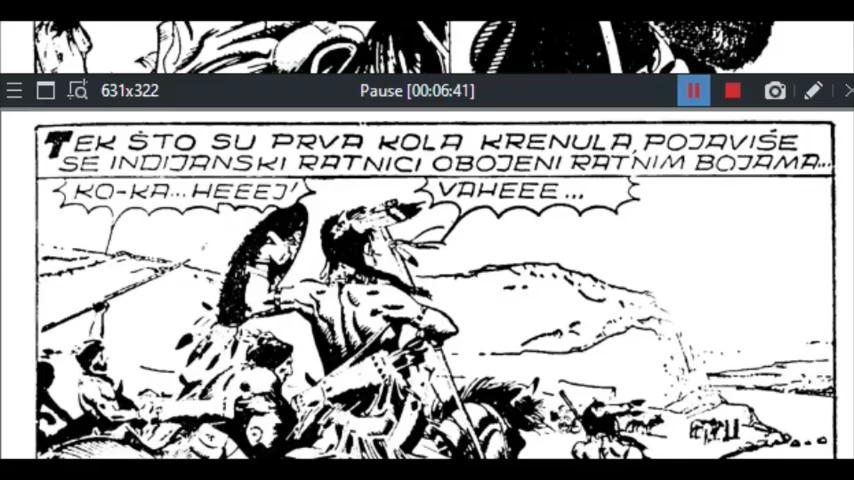 631x322
Pause [00:06:41]
TEK ŠTO SU PRVA KOLA KRENULA, POJAVIŠE
SE INDIJANSKI RATNICI OBOJENI RATNIM BOJAMA...
KO-KA... HEEEJ!
VAHEEE...